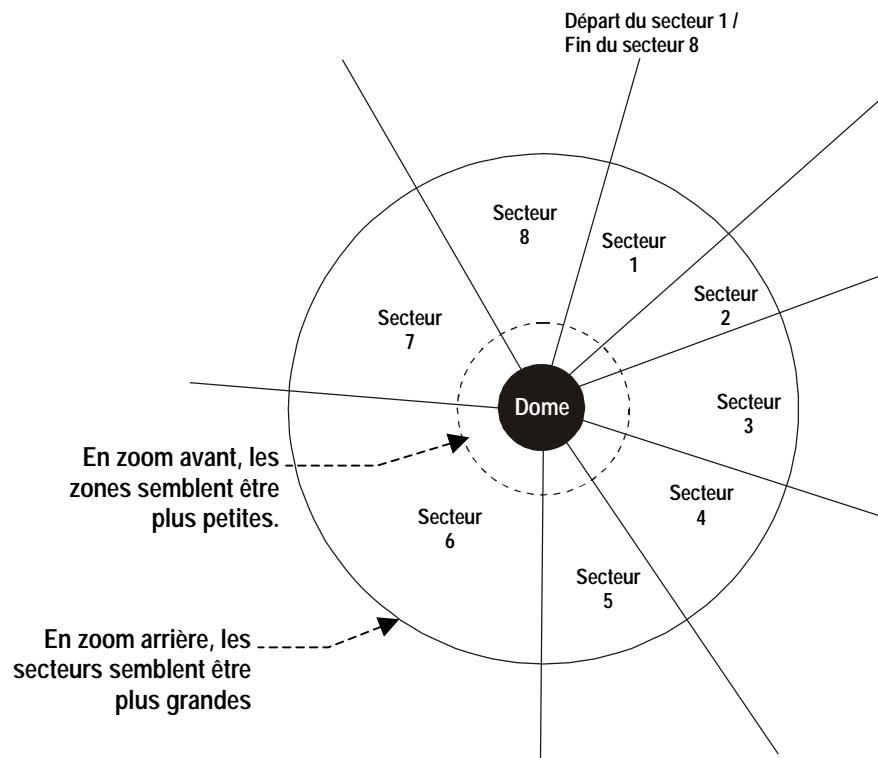 Départ du secteur 1 /
Fin du secteur 8
Secteur
8
Secteur
1
Secteur
2
Secteur
7
Dome
Secteur
3
En zoom avant, les
zones semblent être
plus petites.
Secteur
4
Secteur
6
Secteur
5
En zoom arrière, les
secteurs semblent être
plus grandes